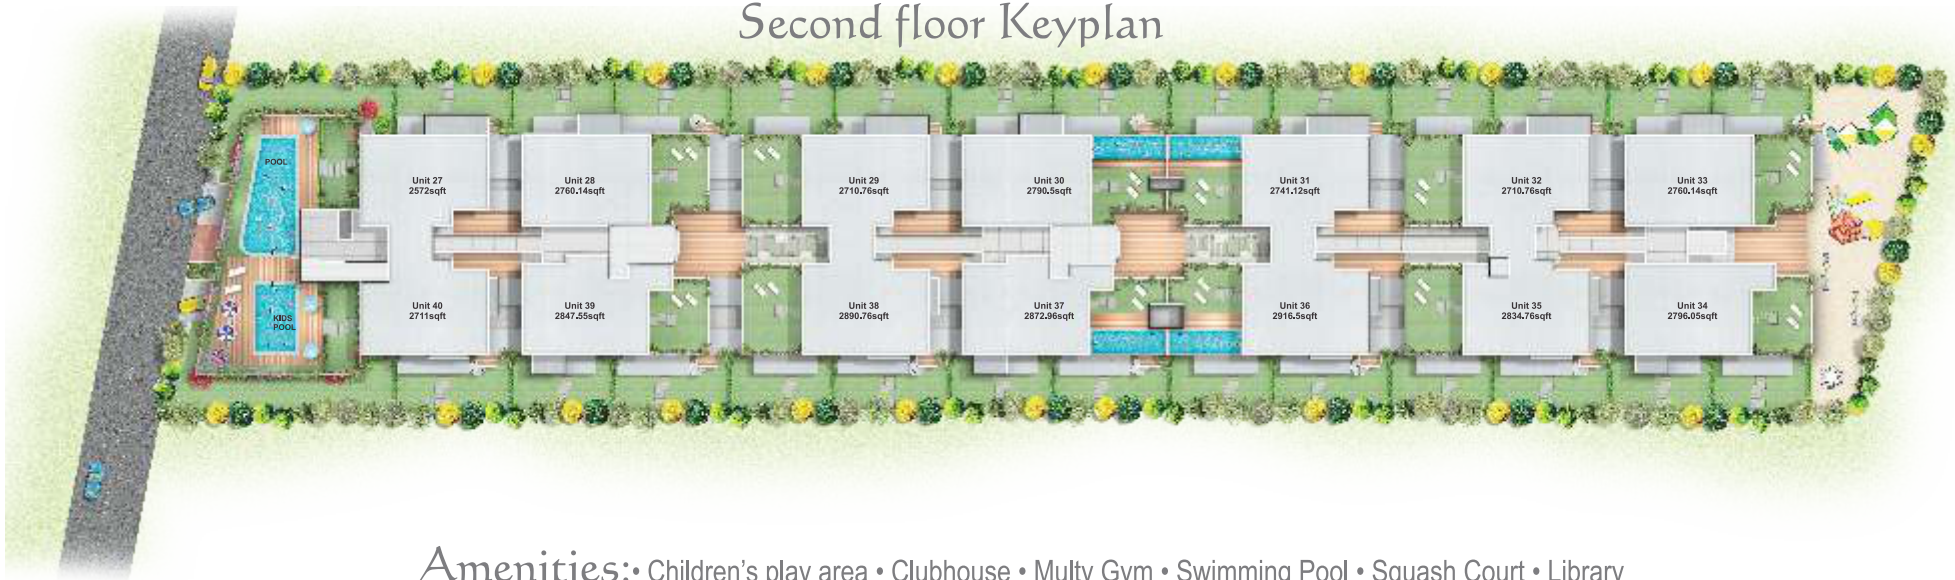 Second floor Keyplan
POOL
Unit 27
2572sqft
Unit 28
2760.14sqft
Unit 29
2710.76sqft
Unit 30
2790.5sqft
Unit 31
2741.12sqft
Unit 32
2710.76sqft
Unit 33
2760.14sqft
KIDS
POOL
Unit 40
2711sqft
Unit 39
2847.55sqft
Unit 38
2890.76sqft
Unit 37
2872.96sqft
Unit 36
2916.5sqft
Unit 35
2834.76sqft
Unit 34
2796.05sqft
Amenities:• Children's play area • Clubhouse • Multy Gym • Swimming Pool • Squash Court • Library